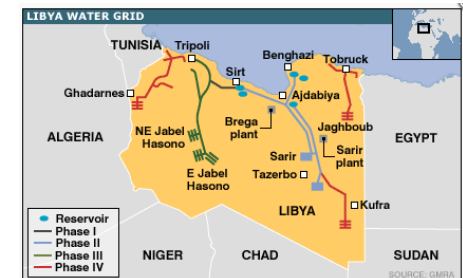 LIBYA WATER GRID
TUNISIA
Tripoli
Benghazi
Tobruck
Sirt
Ghadarnes
Ajdabiya
Brega
plant
Jaghboub
ALGERIA
NE Jabel
Hasono
EGYPT
Sarir
Sarir
plant
E Jabel
Hasono
Tazerbo
LIBYA
Kufra
Reservoir
Phase I
Phase II
Phase III
Phase IV
NIGER
CHAD
SUDAN
SOURCE: GMRA